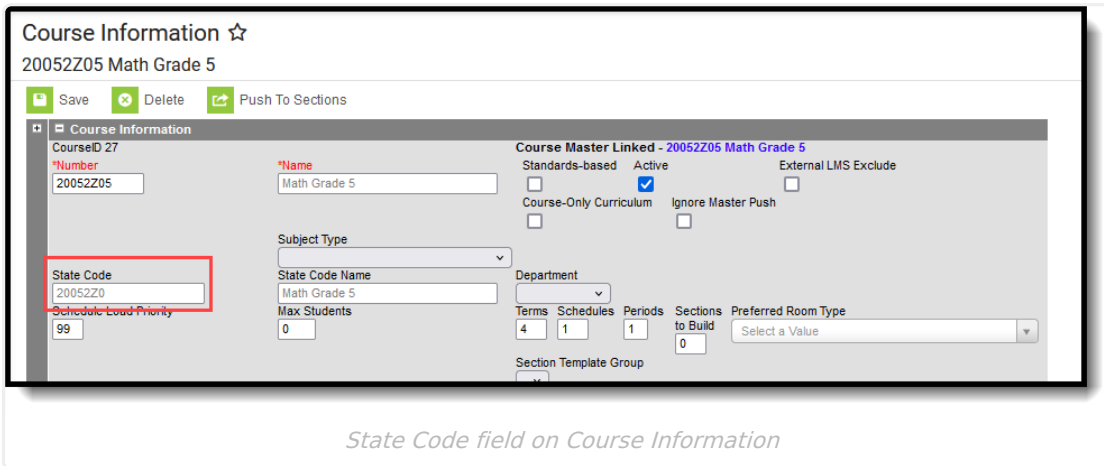 Course Information ☆
20052Z05 Math Grade 5
Save Delete Push To Sections
Course Information
CourseID 27 Course Master Linked - 20052Z05 Math Grade 5
*Number *Name Standards-based Active External LMS Exclude
20052Z05 Math Grade 5
Course-Only Curriculum Ignore Master Push
Subject Type
State Code State Code Name Department
20052Z0 Math Grade 5
Schedule Load Priority Max Students Terms Schedules Periods Sections to Build Preferred Room Type
99 0 4 1 1 0 Select a Value
Section Template Group
State Code field on Course Information